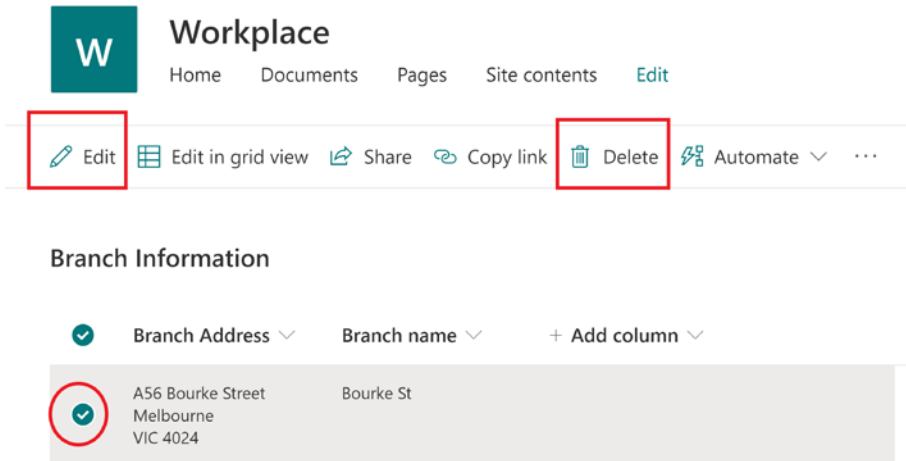 W
Workplace
Home Documents Pages Site contents Edit
Edit Edit in grid view Share Copy link Delete Automate ···
Branch Information
Branch Address Branch name + Add column
A56 Bourke Street Bourke St
Melbourne
VIC 4024